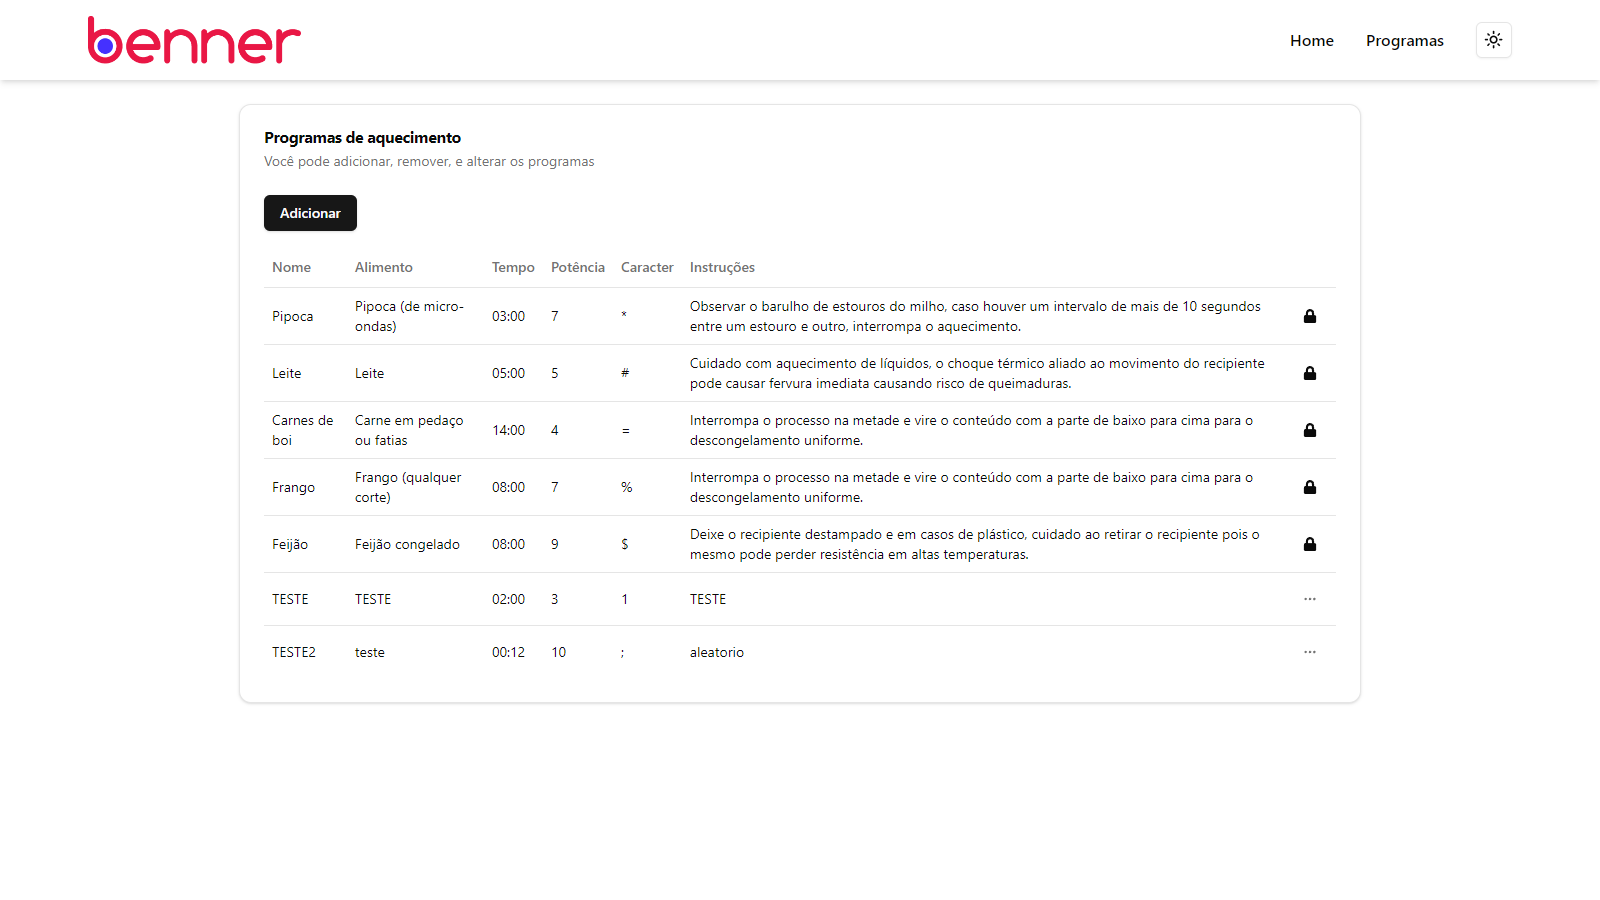 benner
Home Programas
Programas de aquecimento
Você pode adicionar, remover, e alterar os programas
Adicionar
Nome Alimento Tempo Potência Caracter Instruções
Pipoca Pipoca (de micro-
ondas) 03:00 7 * Observar o barulho de estouros do milho, caso houver um intervalo de mais de 10 segundos
entre um estouro e outro, interrompa o aquecimento.
Leite Leite 05:00 5 # Cuidado com aquecimento de líquidos, o choque térmico aliado ao movimento do recipiente
pode causar fervura imediata causando risco de queimaduras.
Carnes de
boi Carne em pedaço
ou fatias 14:00 4 = Interrompa o processo na metade e vire o conteúdo com a parte de baixo para cima para o
descongelamento uniforme.
Frango Frango (qualquer
corte) 08:00 7 % Interrompa o processo na metade e vire o conteúdo com a parte de baixo para cima para o
descongelamento uniforme.
Feijão Feijão congelado 08:00 9 $ Deixe o recipiente destampado e em casos de plástico, cuidado ao retirar o recipiente pois o
mesmo pode perder resistência em altas temperaturas.
TESTE TESTE 02:00 3 1 TESTE
TESTE2 teste 00:12 10 ; aleatorio